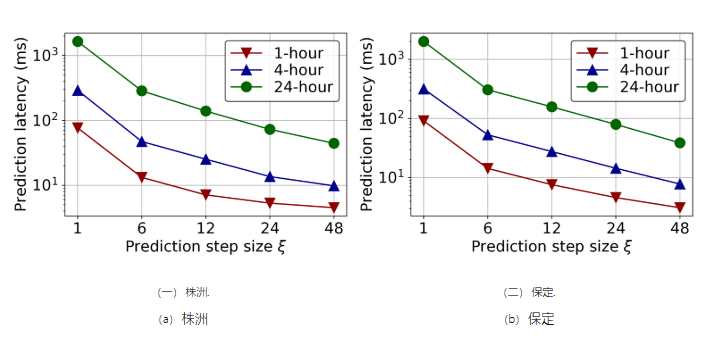 Prediction latency (ms)
10³
10²
10¹
1-hour
4-hour
24-hour
1 6 12 24 48
Prediction step size ξ
(一) 株洲.
(a) 株洲
Prediction latency (ms)
10³
10²
10¹
1-hour
4-hour
24-hour
1 6 12 24 48
Prediction step size ξ
(二) 保定.
(b) 保定